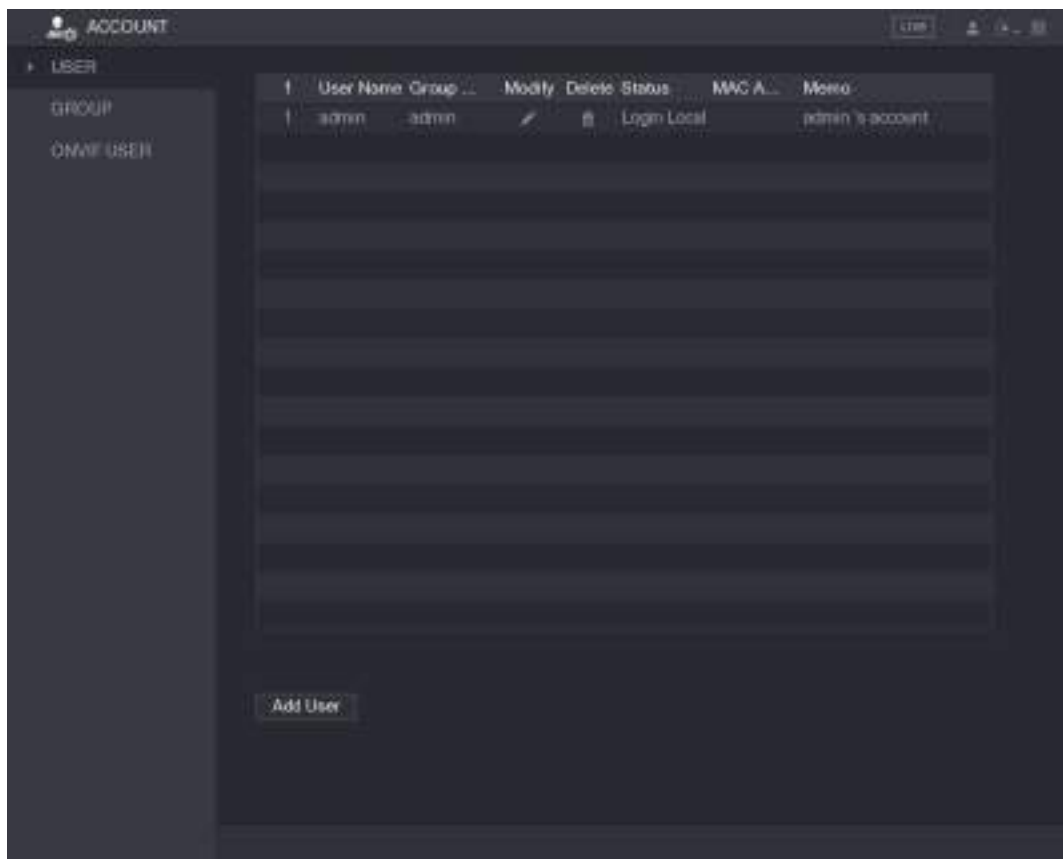 ACCOUNT LIVE
USER
GROUP
ONVIF USER
1 User Name Group ... Modify Delete Status MAC A... Memo
1 admin admin Login Local admin 's account
Add User